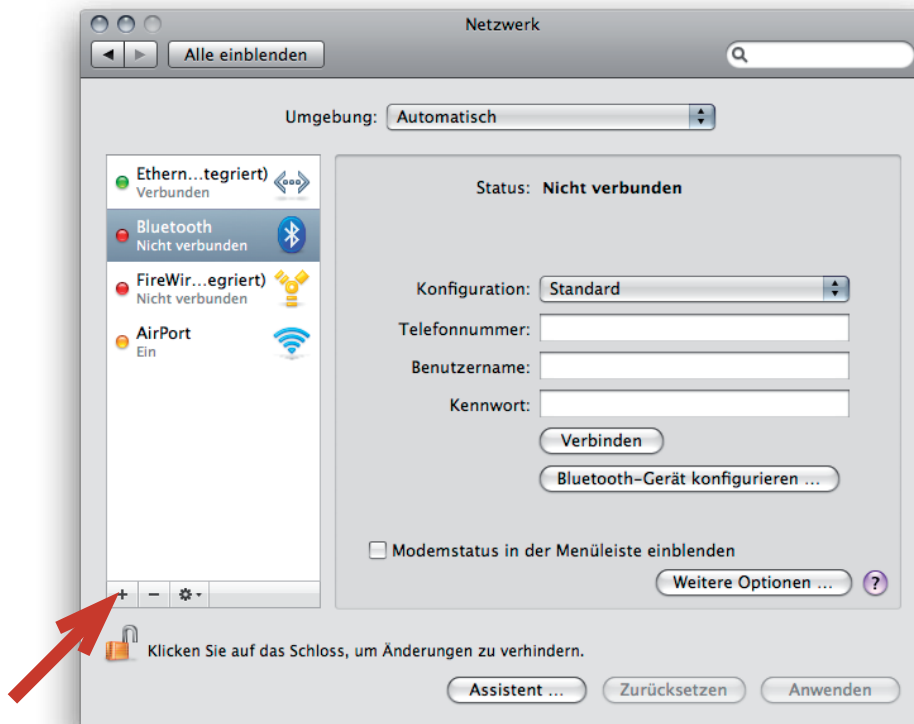 Netzwerk
Alle einblenden
Umgebung: Automatisch
Ethern...tegriert)
Verbunden
Bluetooth
Nicht verbunden
FireWir...egriert)
Nicht verbunden
AirPort
Ein
Status: Nicht verbunden
Konfiguration: Standard
Telefonnummer:
Benutzername:
Kennwort:
Verbinden
Bluetooth-Gerät konfigurieren ...
Modemstatus in der Menüleiste einblenden
Weitere Optionen ... ?
+ −
Klicken Sie auf das Schloss, um Änderungen zu verhindern.
Assistent ... Zurücksetzen Anwenden